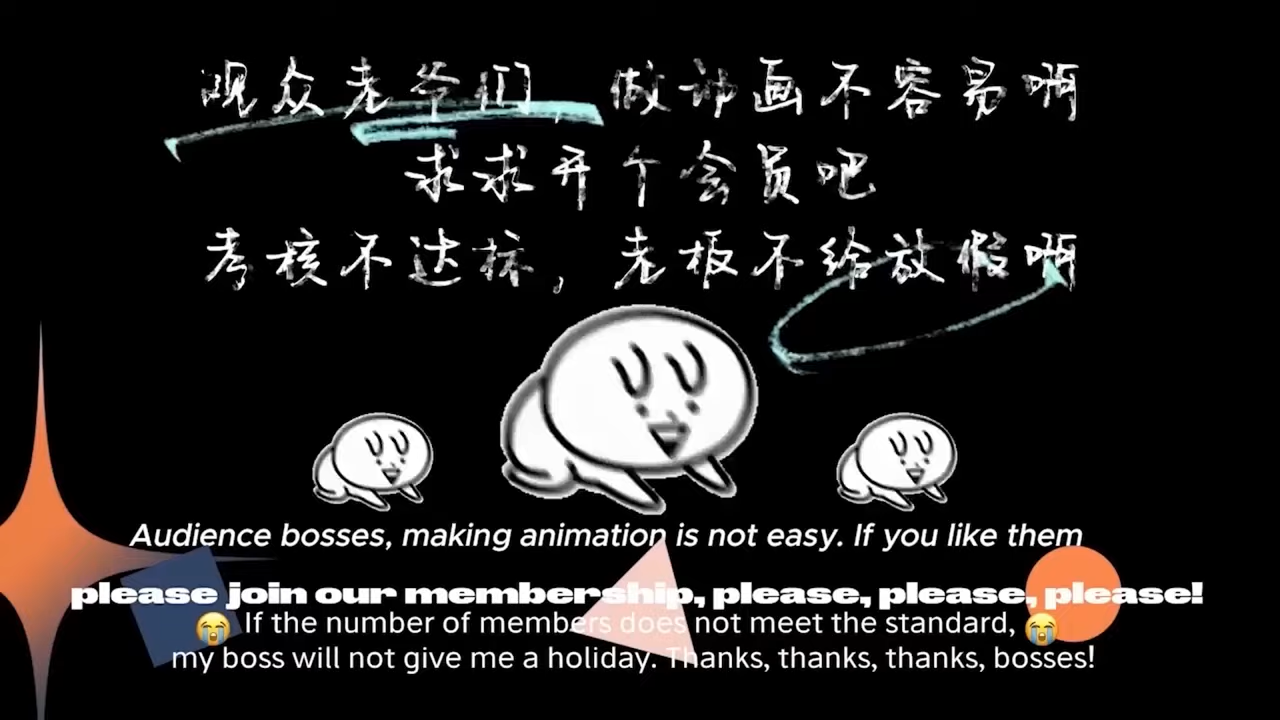 观众老爷们，做动画不容易啊
求求开个会员吧
考核不达标，老板不给放假啊
Audience bosses, making animation is not easy. If you like them
please join our membership, please, please, please!
😭 If the number of members does not meet the standard, 😭
my boss will not give me a holiday. Thanks, thanks, thanks, bosses!